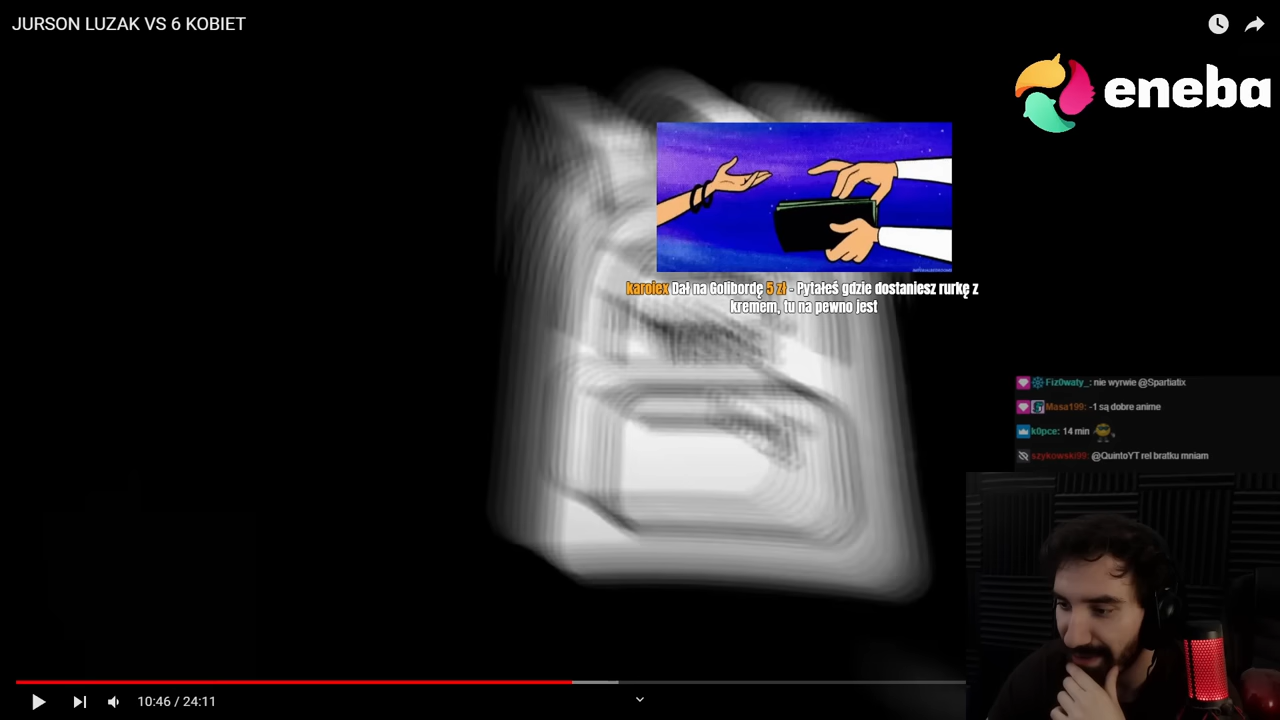 JURSON LUZAK VS 6 KOBIET
eneba
karolex Dał na Golibordę 5 zł - Pytałeś gdzie dostaniesz rurkę z
kremem, tu na pewno jest
Fiz0waty_: nie wyrwie @Spartiatix
Masa199: -1 są dobre anime
k0pce: 14 min
szykowski99: @QuintoYT rel bratku mniam
10:46 / 24:11